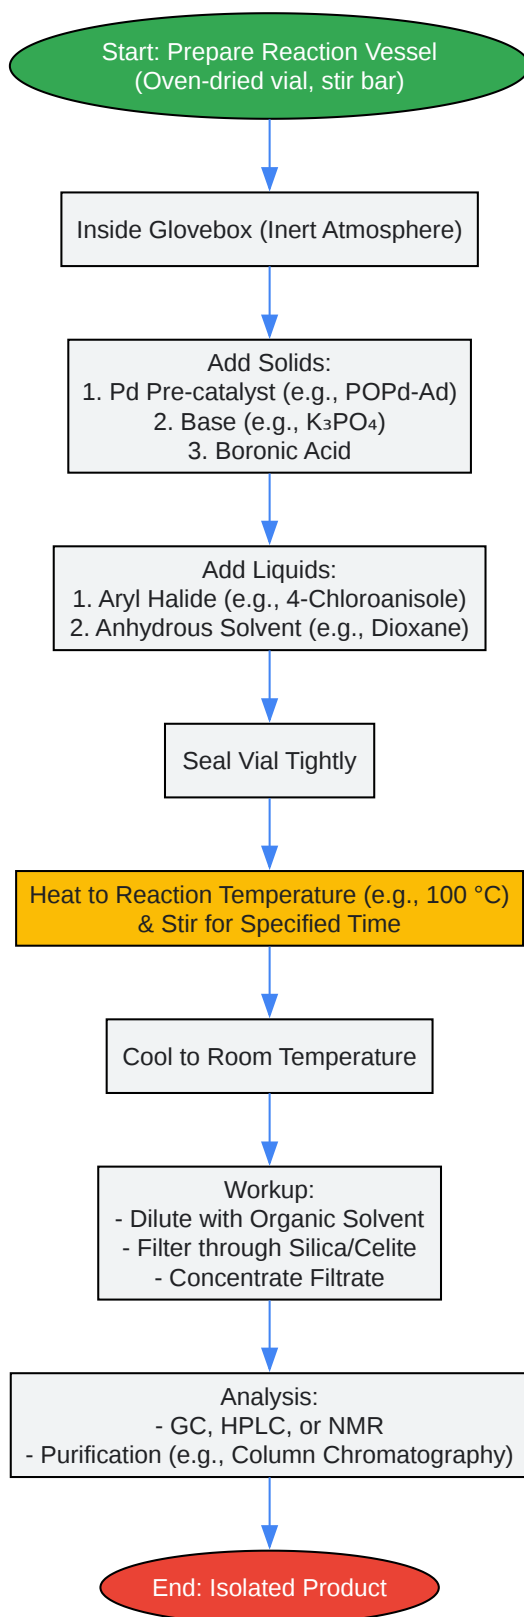 Start: Prepare Reaction Vessel
(Oven-dried vial, stir bar)
Inside Glovebox (Inert Atmosphere)
Add Solids:
1. Pd Pre-catalyst (e.g., POPd-Ad)
2. Base (e.g., K₃PO₄)
3. Boronic Acid
Add Liquids:
1. Aryl Halide (e.g., 4-Chloroanisole)
2. Anhydrous Solvent (e.g., Dioxane)
Seal Vial Tightly
Heat to Reaction Temperature (e.g., 100 °C)
& Stir for Specified Time
Cool to Room Temperature
Workup:
- Dilute with Organic Solvent
- Filter through Silica/Celite
- Concentrate Filtrate
Analysis:
- GC, HPLC, or NMR
- Purification (e.g., Column Chromatography)
End: Isolated Product